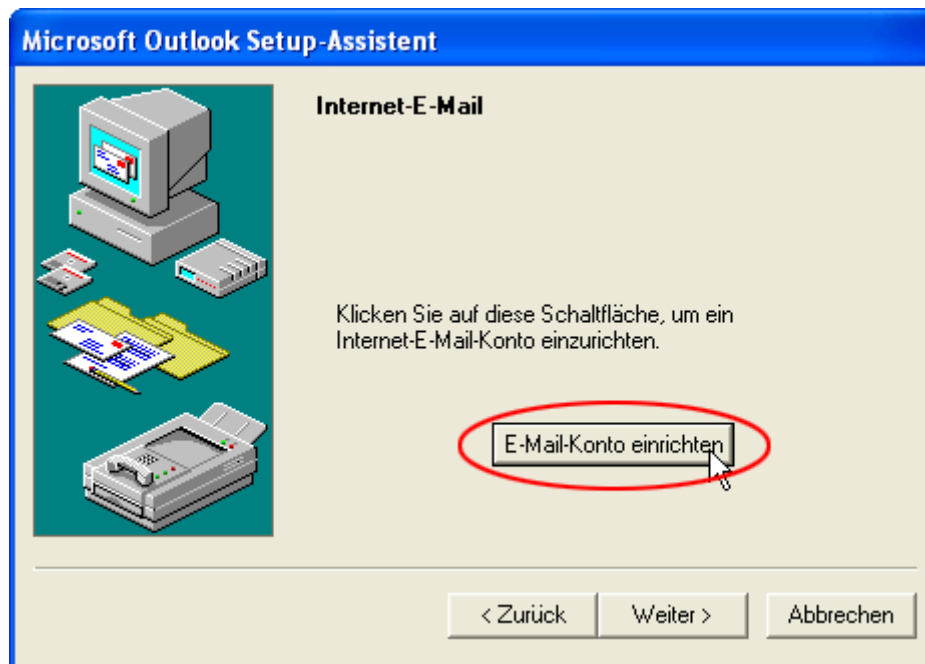 Microsoft Outlook Setup-Assistent
Internet-E-Mail
Klicken Sie auf diese Schaltfläche, um ein
Internet-E-Mail-Konto einzurichten.
E-Mail-Konto einrichten
< Zurück
Weiter >
Abbrechen